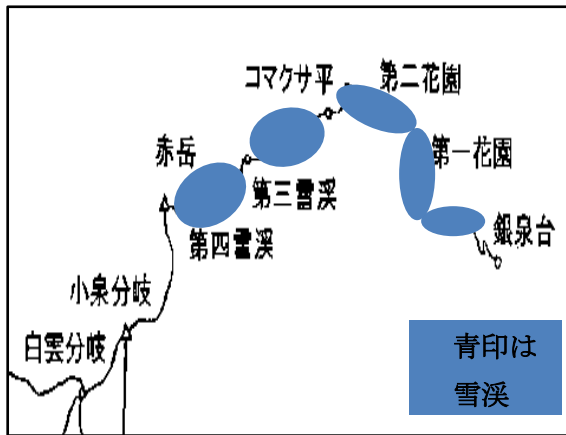 コマクサ平
第二花園
赤岳
第一花園
第三雪渓
銀泉台
第四雪渓
小泉分岐
白雲分岐
青印は
雪渓